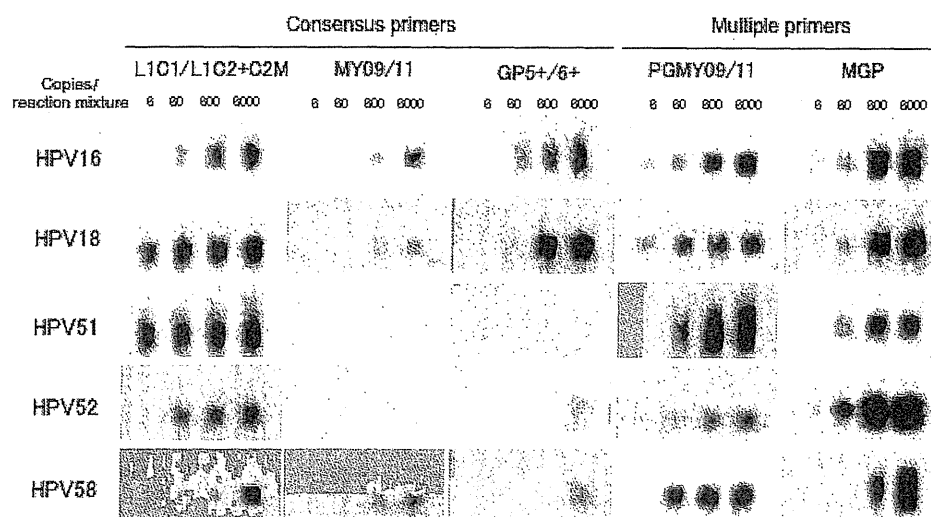 Consensus primers Multiple primers
L1C1/L1C2+C2M MY09/11 GP5+/6+ PGMY09/11 MGP
Copies/
reaction mixture 6 60 600 6000 6 60 600 6000 6 60 600 6000 6 60 600 6000 6 60 600 6000
HPV16
HPV18
HPV51
HPV52
HPV58